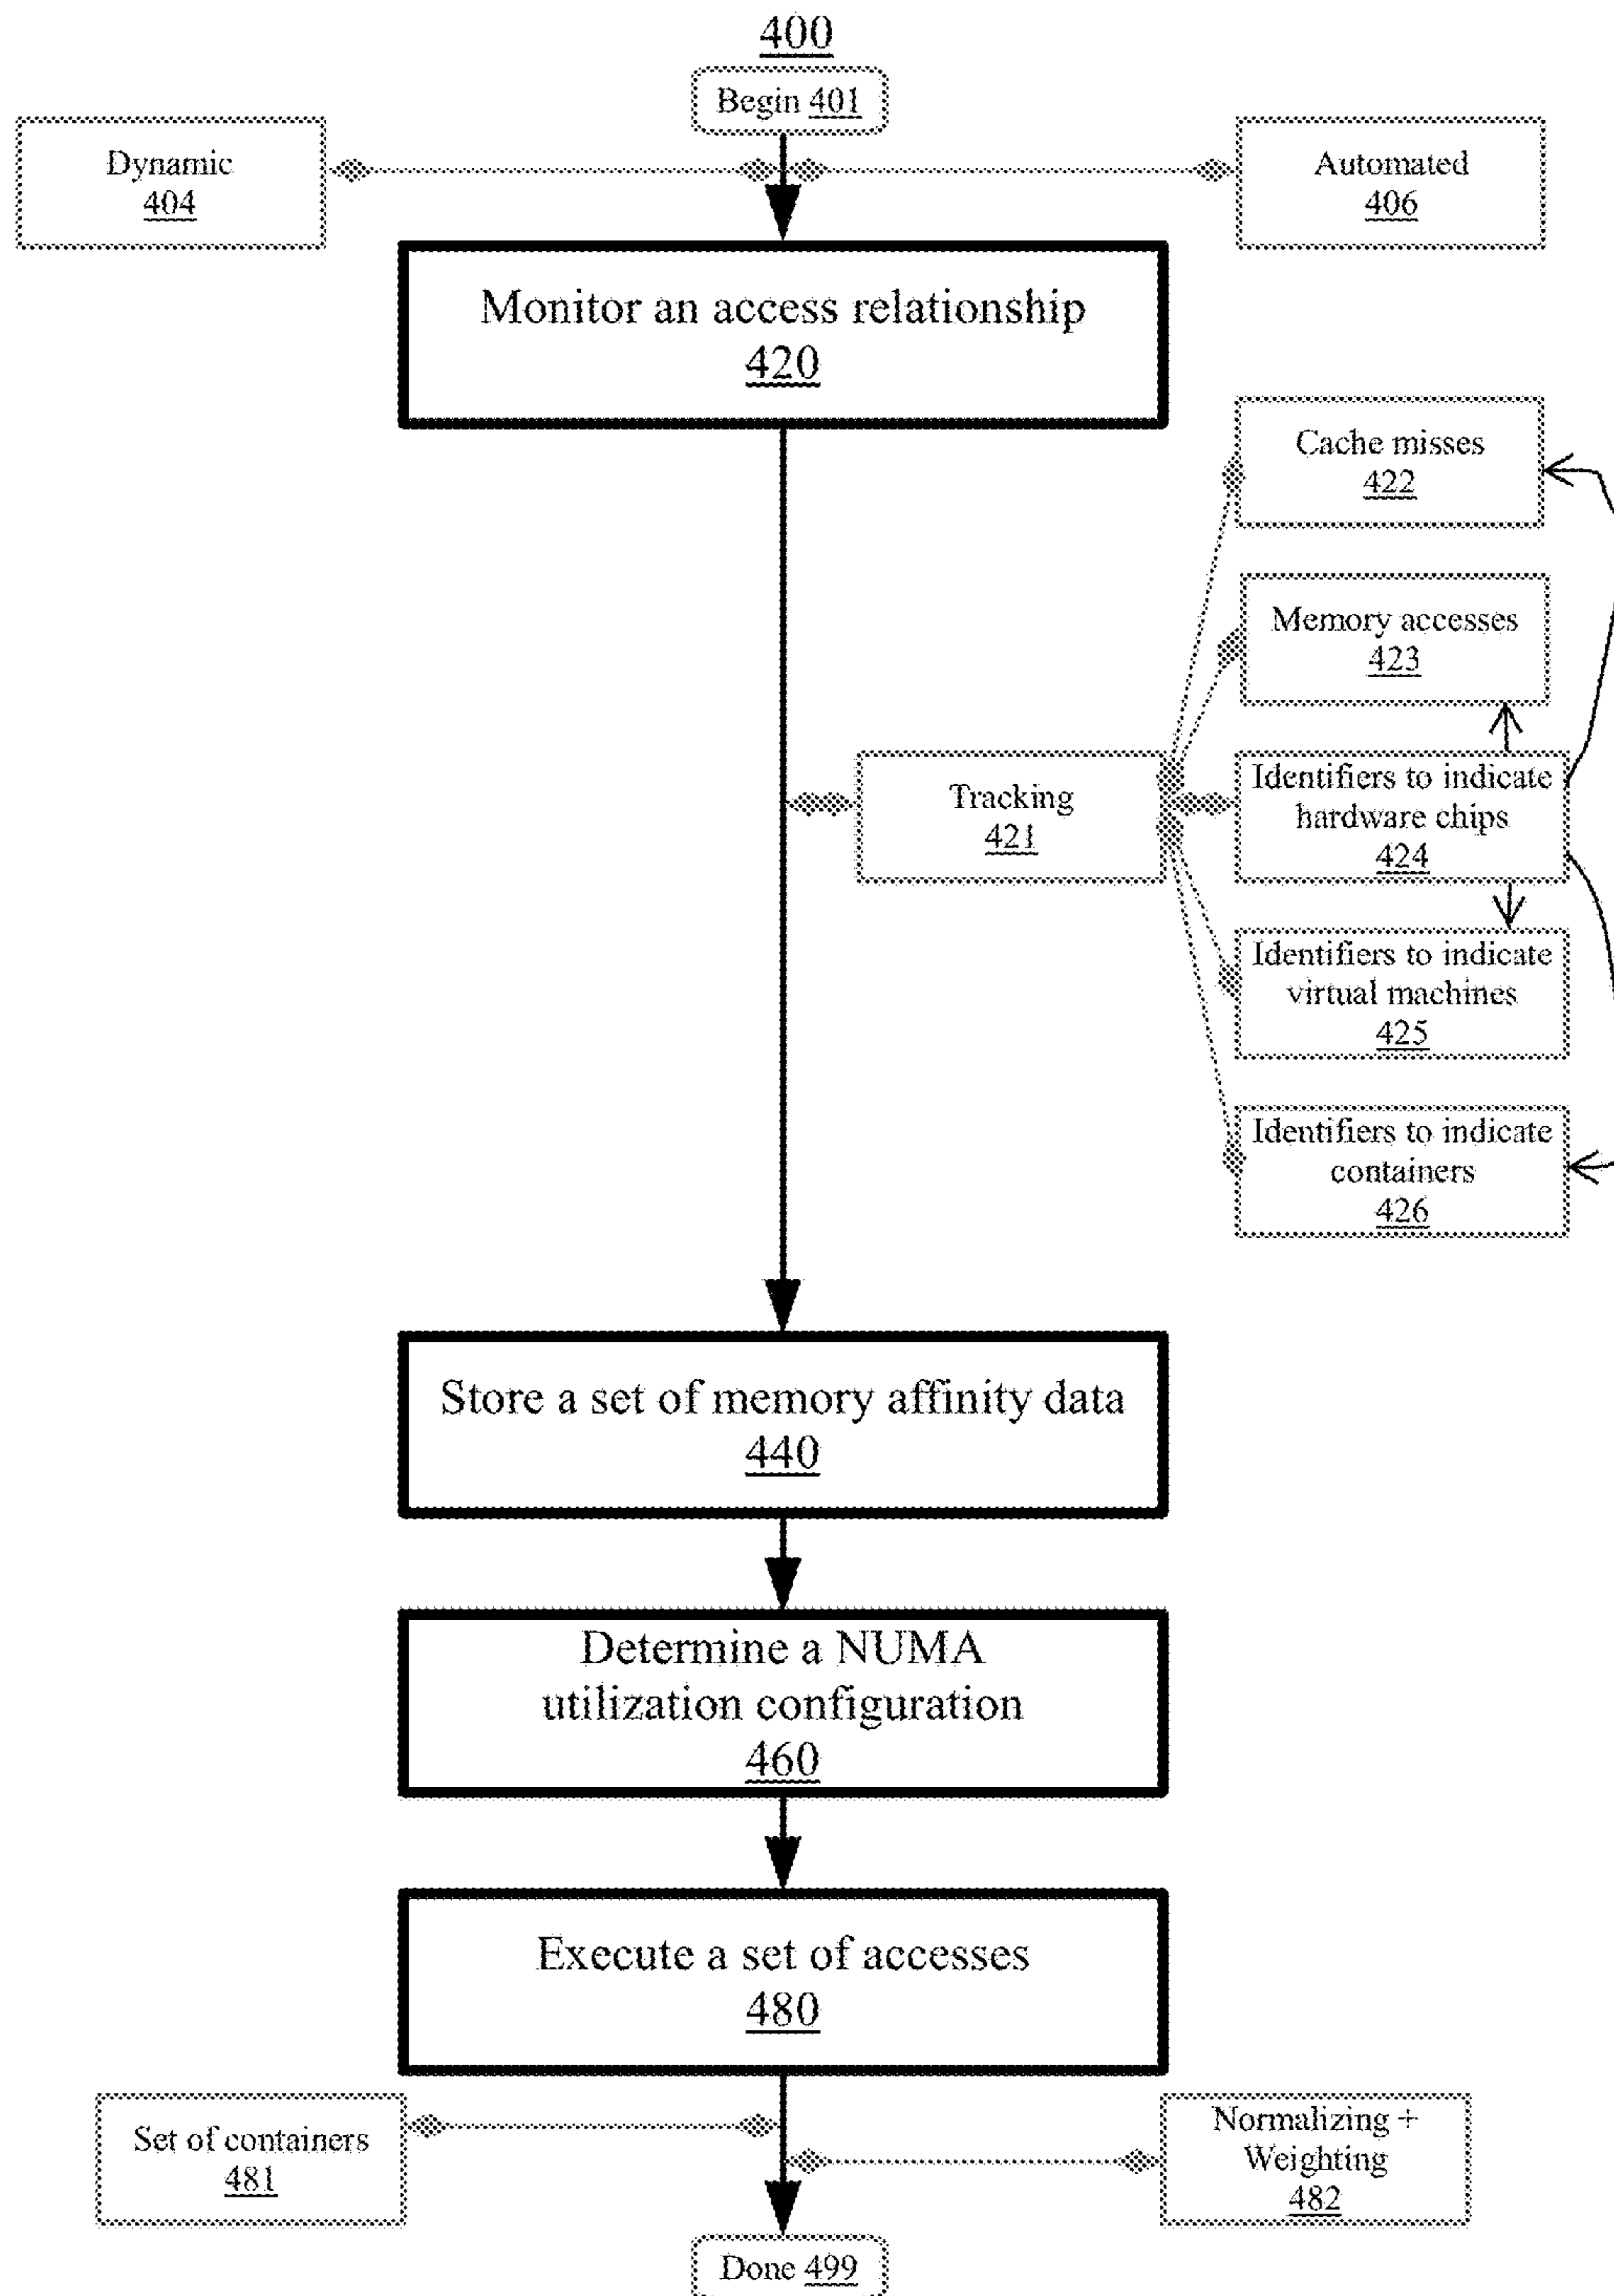 400
Begin 401
Dynamic
404
Automated
406
Monitor an access relationship
420
Cache misses
422
Memory accesses
423
Tracking
421
Identifiers to indicate
hardware chips
424
Identifiers to indicate
virtual machines
425
Identifiers to indicate
containers
426
Store a set of memory affinity data
440
Determine a NUMA
utilization configuration
460
Execute a set of accesses
480
Set of containers
481
Normalizing +
Weighting
482
Done 499